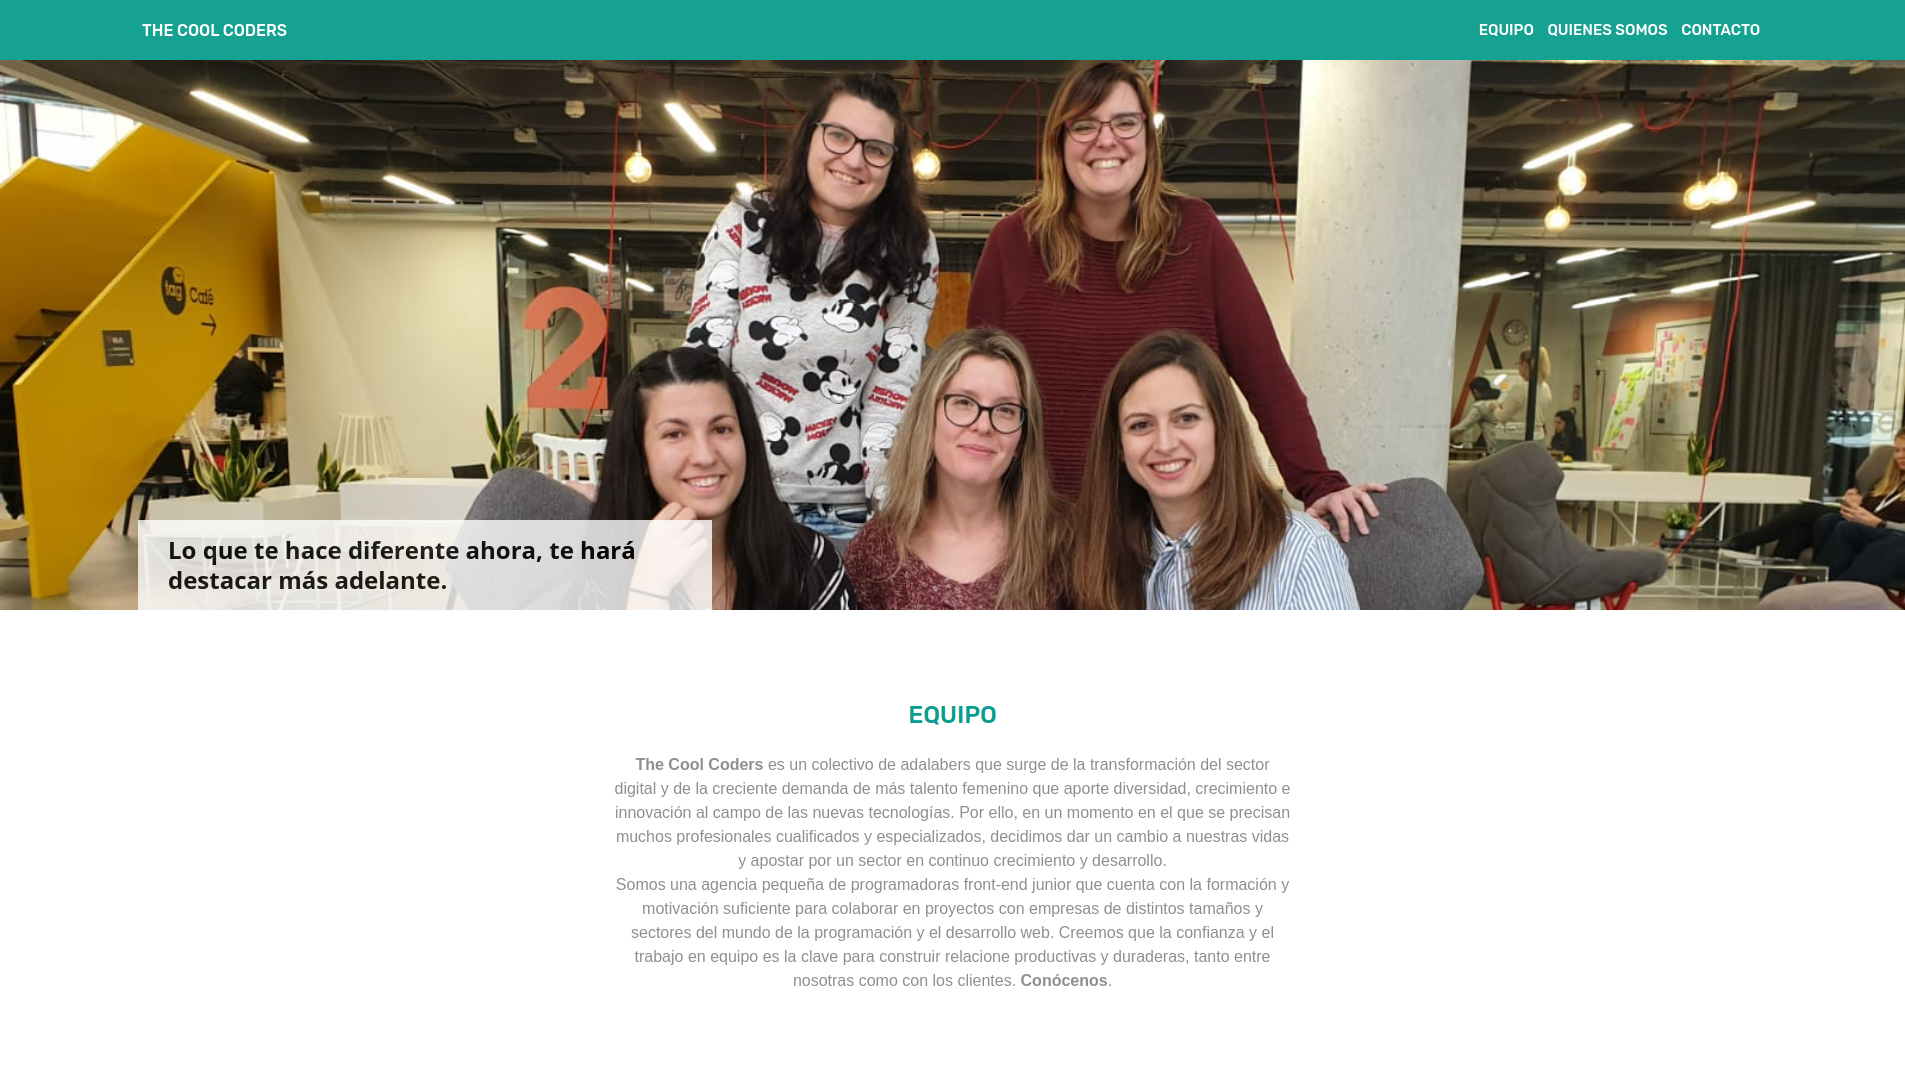 THE COOL CODERS
EQUIPO QUIENES SOMOS CONTACTO
tag Café
2
Lo que te hace diferente ahora, te hará
destacar más adelante.
EQUIPO
The Cool Coders es un colectivo de adalabers que surge de la transformación del sector
digital y de la creciente demanda de más talento femenino que aporte diversidad, crecimiento e
innovación al campo de las nuevas tecnologías. Por ello, en un momento en el que se precisan
muchos profesionales cualificados y especializados, decidimos dar un cambio a nuestras vidas
y apostar por un sector en continuo crecimiento y desarrollo.
Somos una agencia pequeña de programadoras front-end junior que cuenta con la formación y
motivación suficiente para colaborar en proyectos con empresas de distintos tamaños y
sectores del mundo de la programación y el desarrollo web. Creemos que la confianza y el
trabajo en equipo es la clave para construir relacione productivas y duraderas, tanto entre
nosotras como con los clientes. Conócenos.